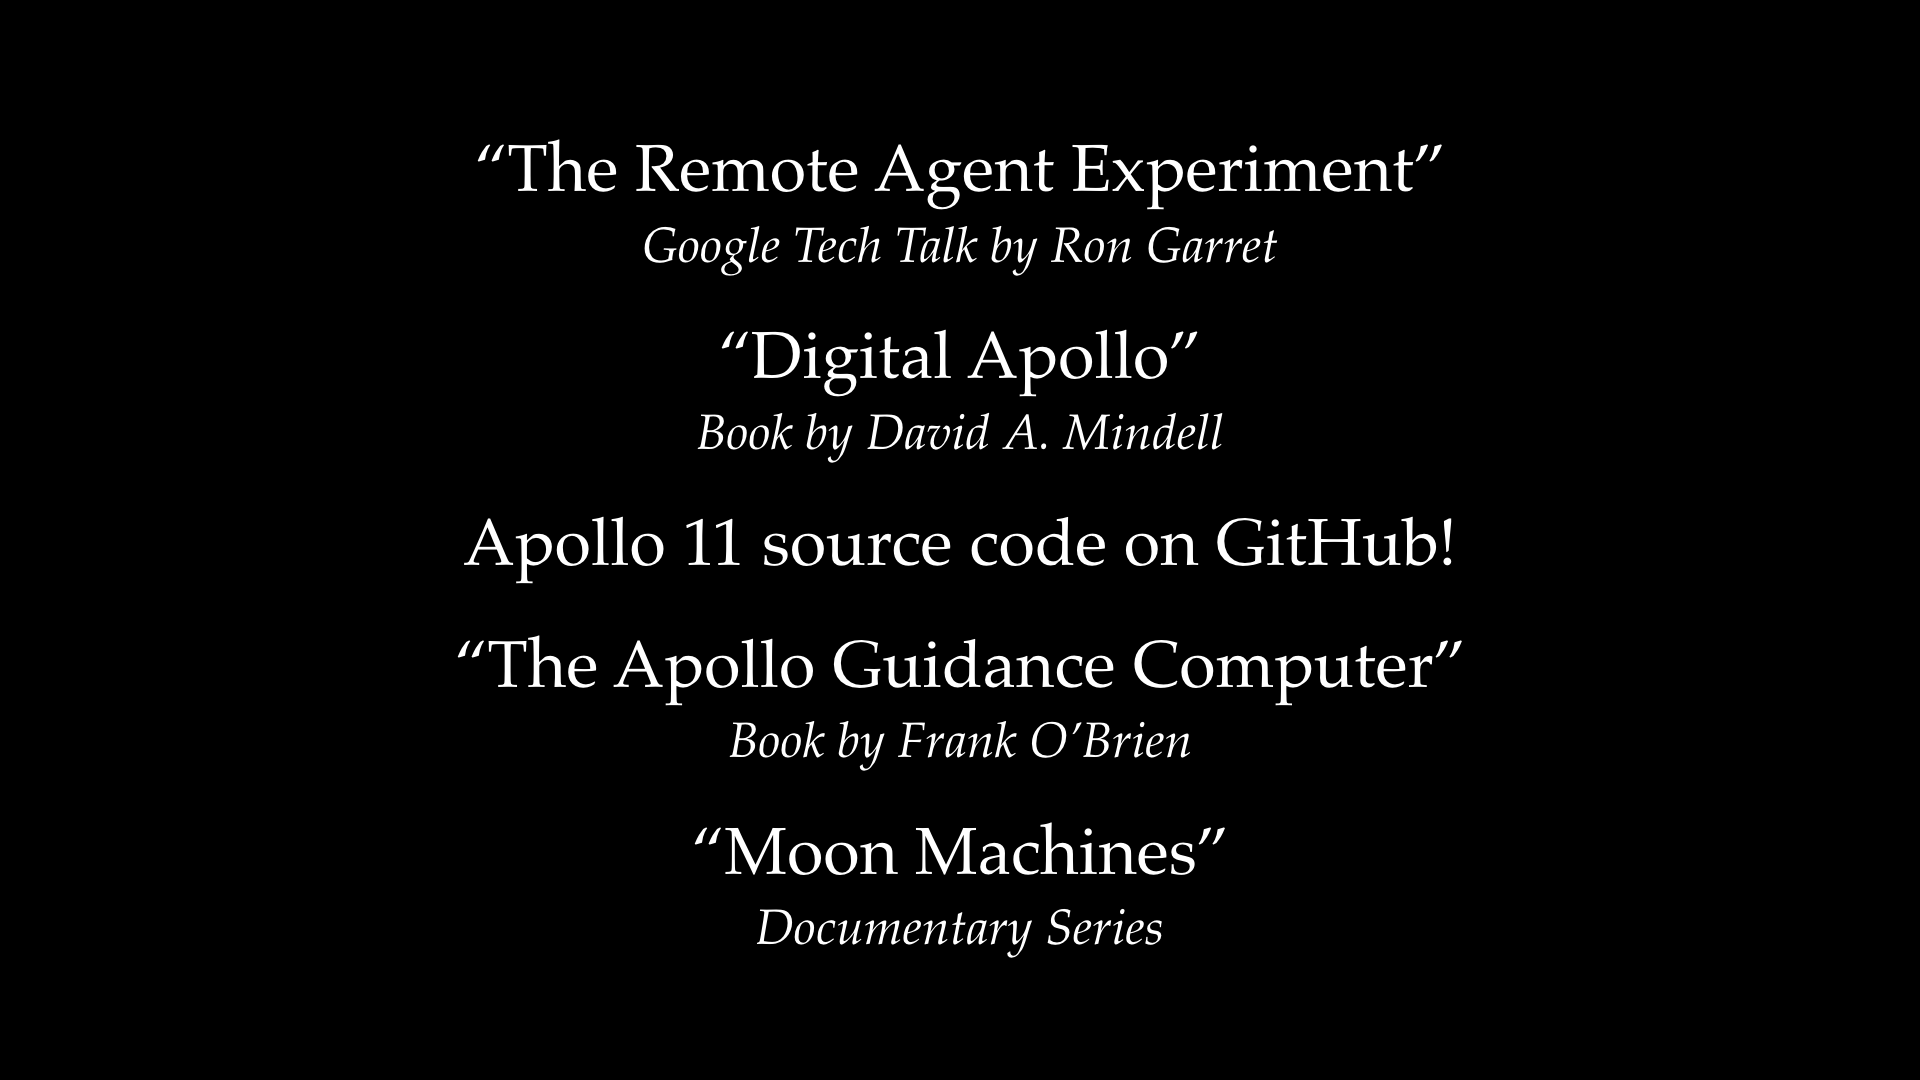 “The Remote Agent Experiment”
Google Tech Talk by Ron Garret
“Digital Apollo”
Book by David A. Mindell
Apollo 11 source code on GitHub!
“The Apollo Guidance Computer”
Book by Frank O’Brien
“Moon Machines”
Documentary Series